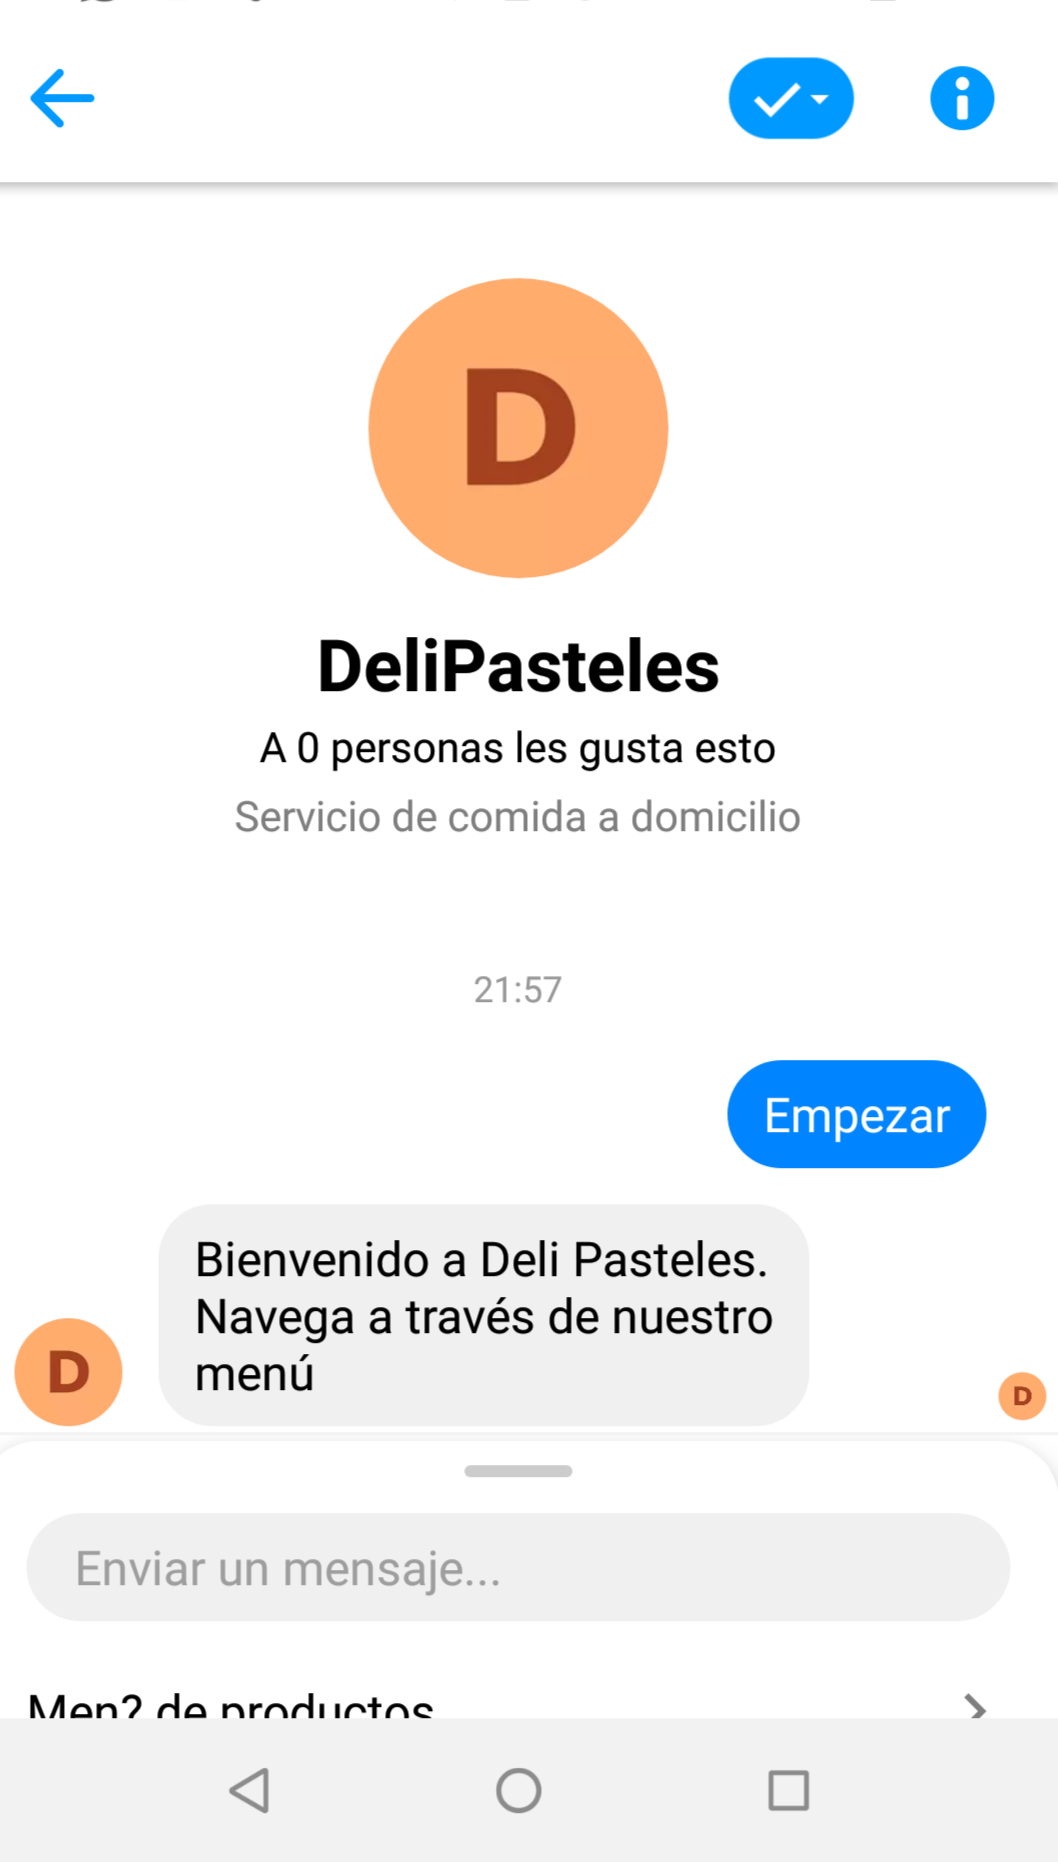 D
DeliPasteles
A 0 personas les gusta esto
Servicio de comida a domicilio
21:57
Empezar
Bienvenido a Deli Pasteles.
Navega a través de nuestro
menú
D
D
Enviar un mensaje...
Men? de productos